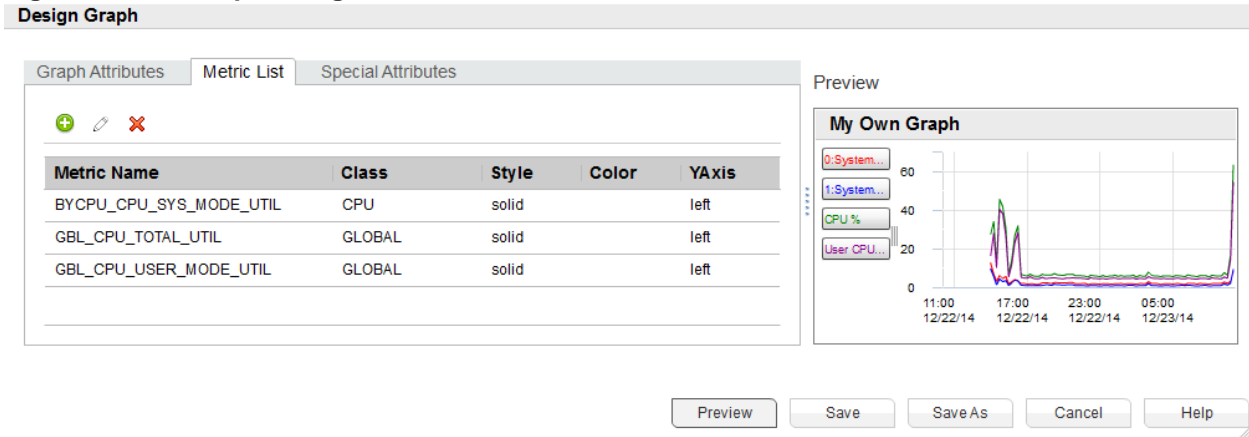 Design Graph
Graph Attributes Metric List Special Attributes
Preview
Metric Name Class Style Color YAxis
BYCPU_CPU_SYS_MODE_UTIL CPU solid left
GBL_CPU_TOTAL_UTIL GLOBAL solid left
GBL_CPU_USER_MODE_UTIL GLOBAL solid left
My Own Graph
0:System...
1:System...
CPU %
User CPU...
60
40
20
0
11:00 17:00 23:00 05:00
12/22/14 12/22/14 12/22/14 12/23/14
Preview Save Save As Cancel Help